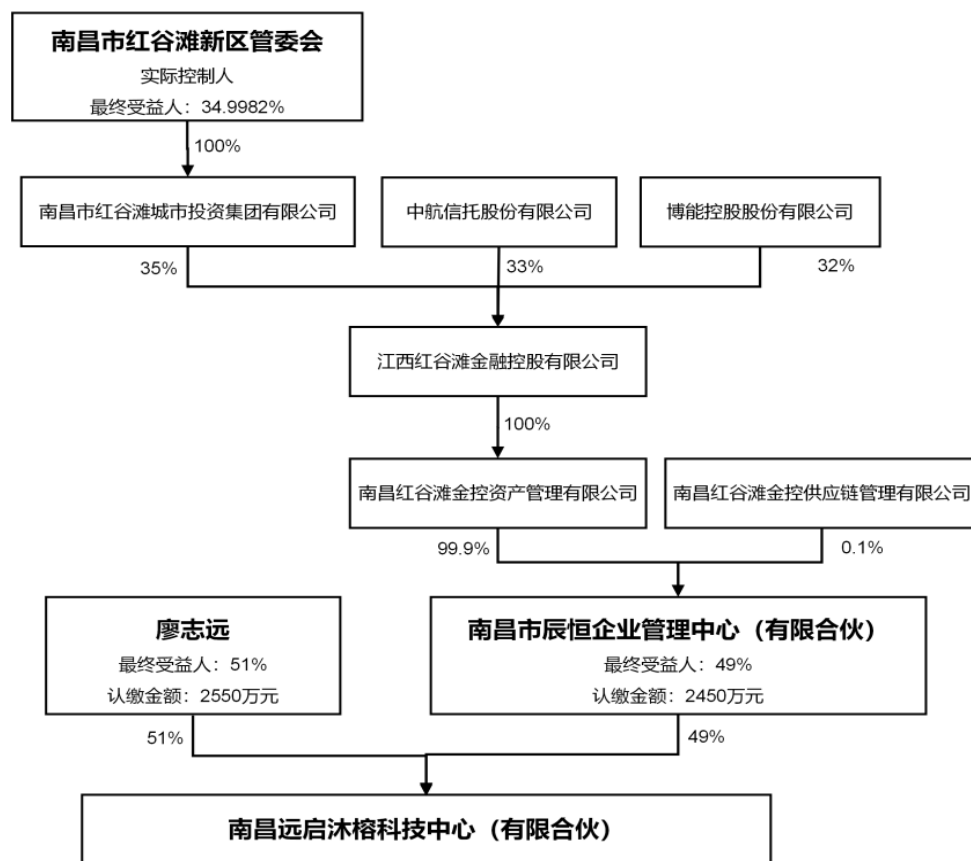 南昌市红谷滩新区管委会
实际控制人
最终受益人：34.9982%
100%
南昌市红谷滩城市投资集团有限公司
中航信托股份有限公司
博能控股股份有限公司
35%
33%
32%
江西红谷滩金融控股有限公司
100%
南昌红谷滩金控资产管理有限公司
南昌红谷滩金控供应链管理有限公司
99.9%
0.1%
廖志远
最终受益人：51%
认缴金额：2550万元
南昌市辰恒企业管理中心（有限合伙）
最终受益人：49%
认缴金额：2450万元
51%
49%
南昌远启沐榕科技中心（有限合伙）